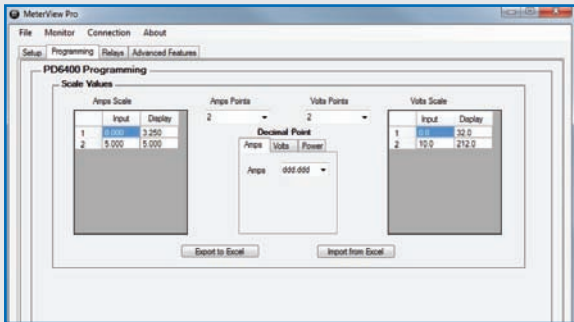 MeterView Pro
File Monitor Connection About
Setup Programming Relays Advanced Features
PD6400 Programming
Scale Values
Amps Scale Amps Points Volts Points Volts Scale
Input Display 2 2 Input Display
1 0.000 3.250 Decimal Point 1 0.0 32.0
2 5.000 5.000 Amps Volts Power 2 10.0 212.0
Amps ddd.ddd
Export to Excel Import from Excel